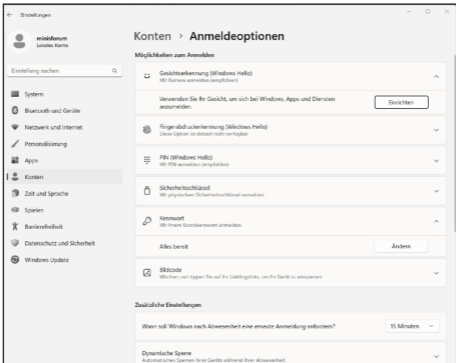 Einstellungen
minisforum
Lokales Konto
Einstellung suchen
System
Bluetooth und Geräte
Netzwerk und Internet
Personalisierung
Apps
Konten
Zeit und Sprache
Spielen
Barrierefreiheit
Datenschutz und Sicherheit
Windows Update
Konten > Anmeldeoptionen
Möglichkeiten zum Anmelden
Gesichtserkennung (Windows Hello)
Mit Kamera anmelden (empfohlen)
Verwenden Sie Ihr Gesicht, um sich bei Windows, Apps und Diensten
anzumelden.
Einrichten
Fingerabdruckerkennung (Windows Hello)
Diese Option ist derzeit nicht verfügbar
PIN (Windows Hello)
Mit PIN anmelden (empfohlen)
Sicherheitsschlüssel
Mit physischem Sicherheitsschlüssel anmelden
Kennwort
Mit Ihrem Kontokennwort anmelden
Alles bereit
Ändern
Bildcode
Wischen und tippen Sie auf Ihr Lieblingsfoto, um Ihr Gerät zu entsperren
Zusätzliche Einstellungen
Wann soll Windows nach Abwesenheit eine erneute Anmeldung anfordern?
15 Minuten
Dynamische Sperre
Automatisches Sperren Ihres Geräts während Ihrer Abwesenheit